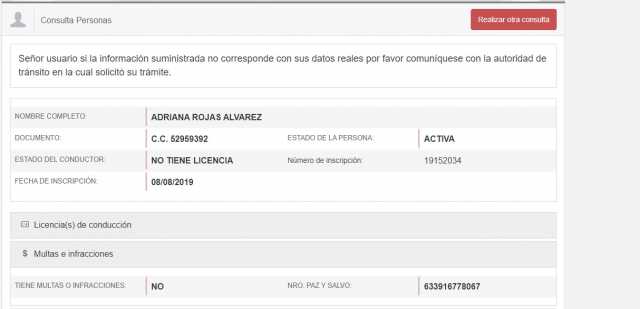 Consulta Personas
Realizar otra consulta
Señor usuario si la información suministrada no corresponde con sus datos reales por favor comuníquese con la autoridad de
tránsito en la cual solicitó su trámite.
NOMBRE COMPLETO: ADRIANA ROJAS ALVAREZ
DOCUMENTO: C.C. 52959392 ESTADO DE LA PERSONA: ACTIVA
ESTADO DEL CONDUCTOR: NO TIENE LICENCIA Número de inscripción: 19152034
FECHA DE INSCRIPCIÓN: 08/08/2019
Licencia(s) de conducción
$ Multas e infracciones
TIENE MULTAS O INFRACCIONES: NO NRO. PAZ Y SALVO: 633916778067